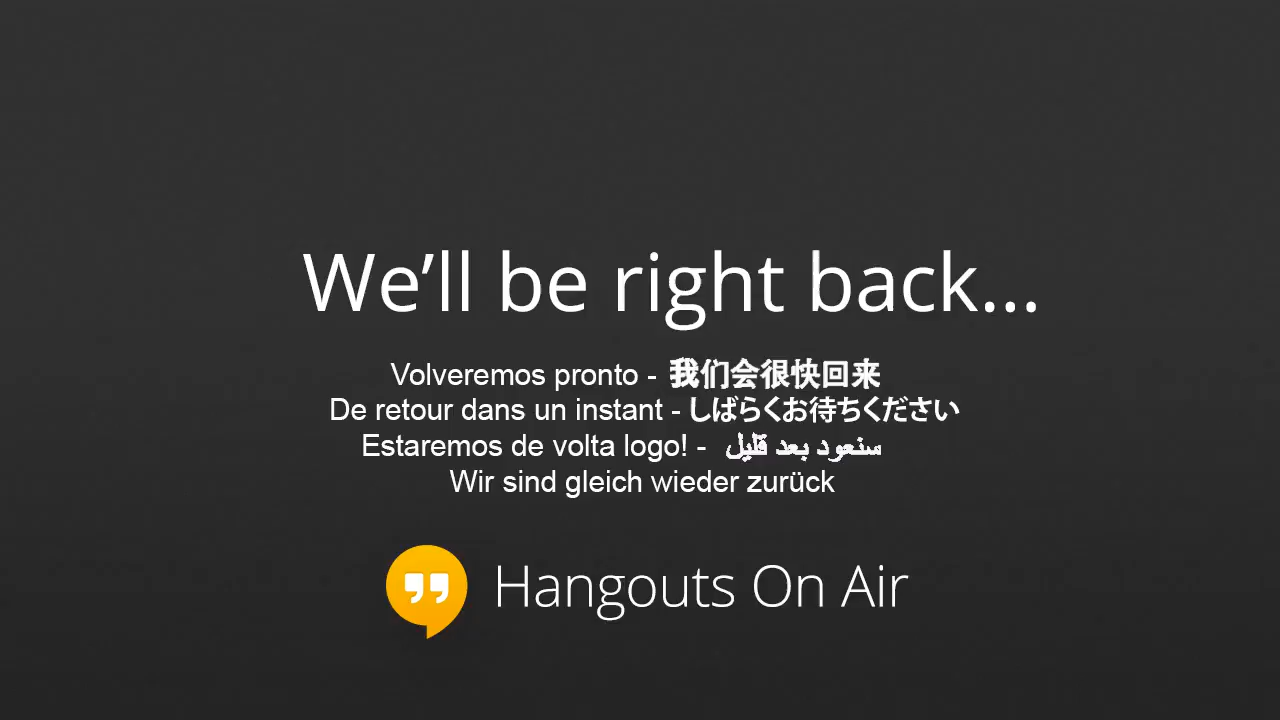 We’ll be right back...
Volveremos pronto - 我们会很快回来
De retour dans un instant - しばらくお待ちください
Estaremos de volta logo! - سنعود بعد قليل
Wir sind gleich wieder zurück
Hangouts On Air